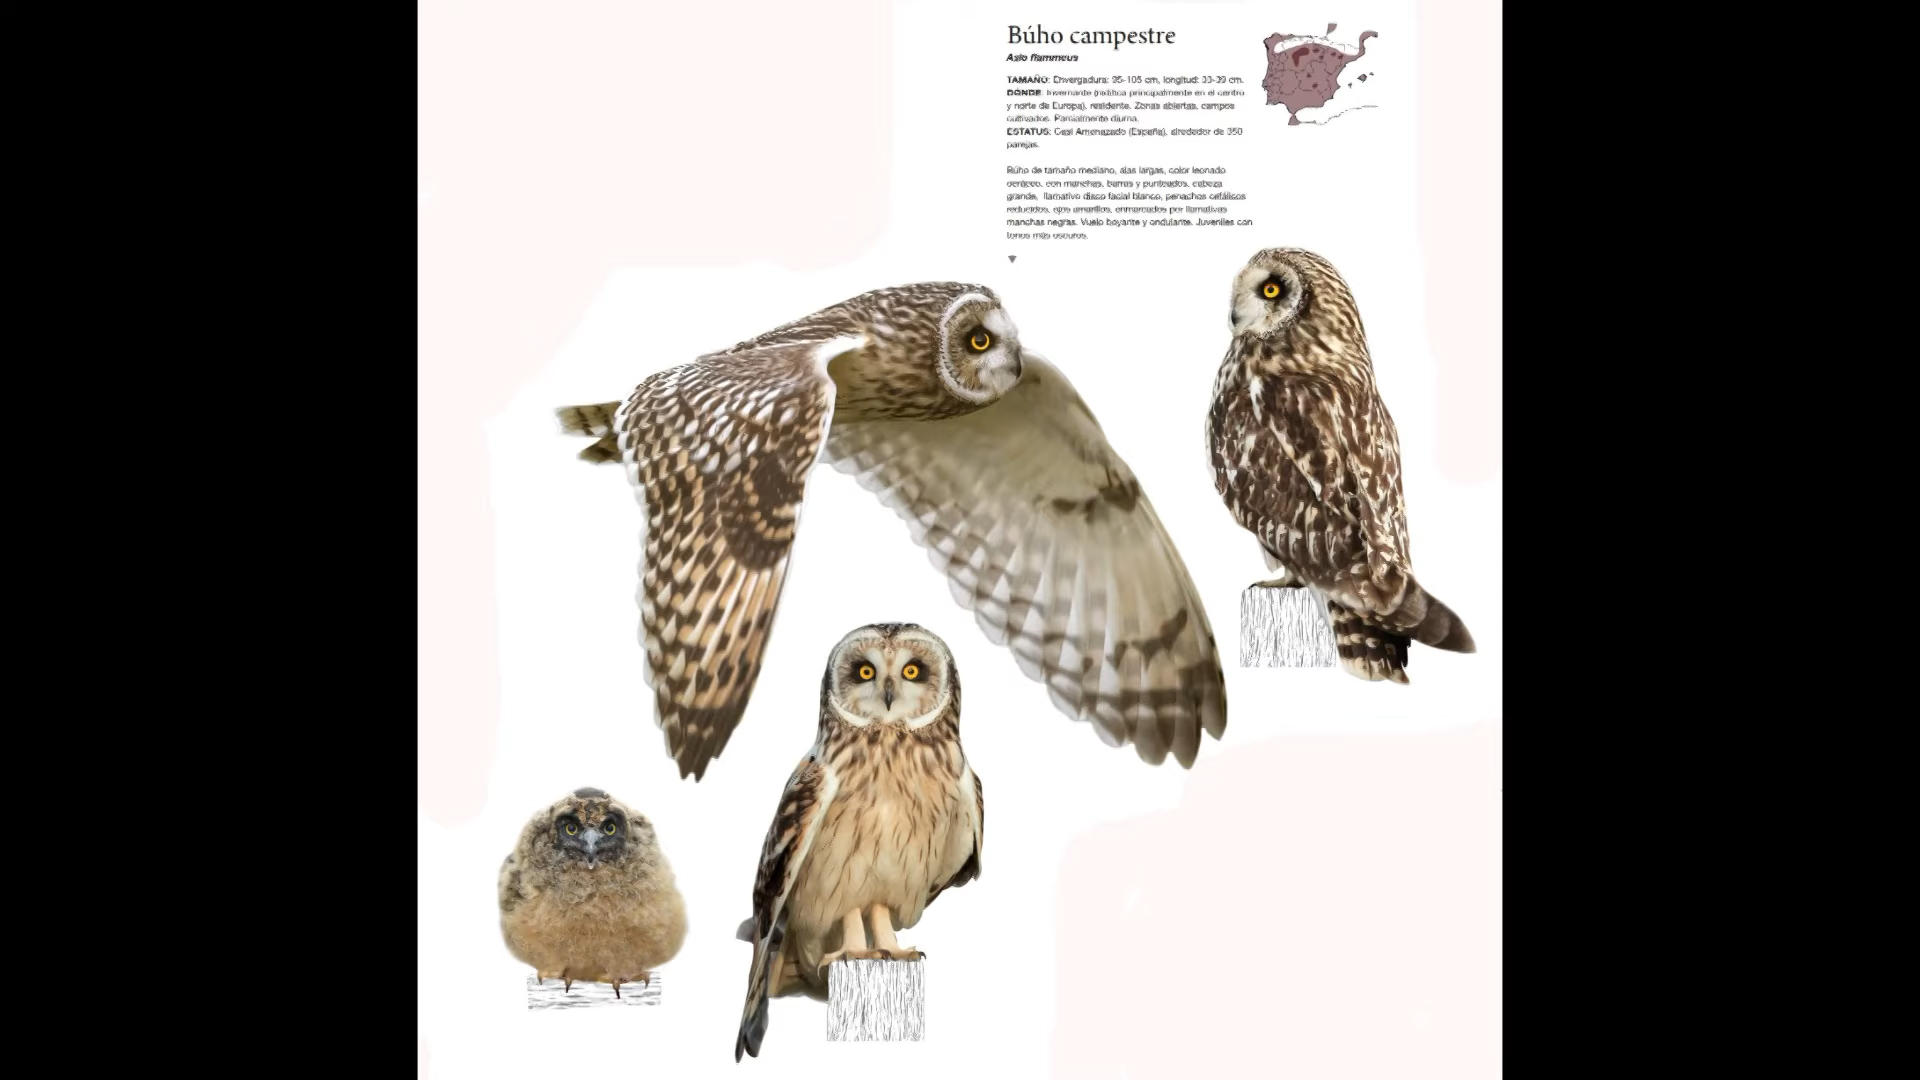 Búho campestre
Asio flammeus
TAMAÑO: Envergadura: 95-105 cm, longitud: 33-39 cm.
DÓNDE: Invernante (nidifica principalmente en el centro
y norte de Europa), residente. Zonas abiertas, campos
cultivados. Parcialmente diurna.
ESTATUS: Casi Amenazado (España), alrededor de 350
parejas.
Búho de tamaño mediano, alas largas, color leonado
ocráceo, con manchas, barras y punteados, cabeza
grande, llamativo disco facial blanco, penachos cefálicos
reducidos, ojos amarillos, enmarcados por llamativas
manchas negras. Vuelo boyante y ondulante. Juveniles con
tonos más oscuros.